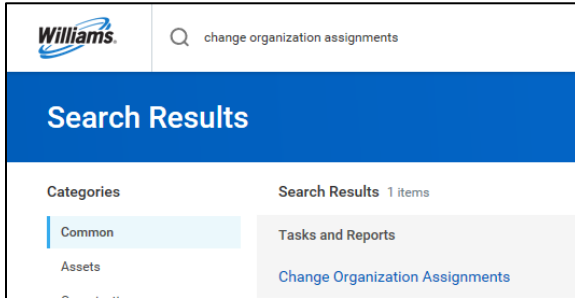 Williams.
change organization assignments
Search Results
Categories
Search Results 1 items
Common
Tasks and Reports
Assets
Change Organization Assignments